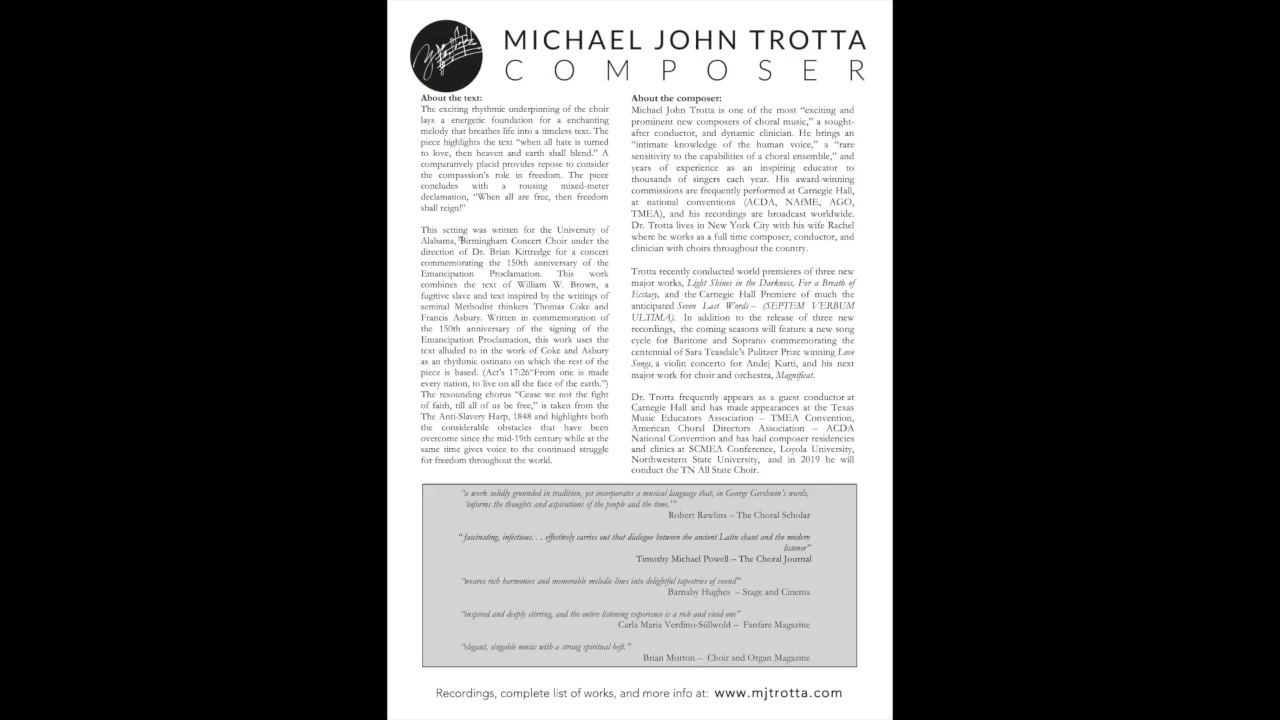 MICHAEL JOHN TROTTA
COMPOSER
About the text:
The exciting rhythmic underpinning of the choir
lays a energetic foundation for a enchanting
melody that breathes life into a timeless text. The
piece highlights the text “when all hate is turned
to love, then heaven and earth shall blend.” A
comparatively placid provides repose to consider
the compassion’s role in freedom. The piece
concludes with a rousing mixed-meter
declamation, “When all are free, then freedom
shall reign!”
This setting was written for the University of
Alabama, Birmingham Concert Choir under the
direction of Dr. Brian Kittredge for a concert
commemorating the 150th anniversary of the
Emancipation Proclamation. This work
combines the text of William W. Brown, a
fugitive slave and text inspired by the writings of
seminal Methodist thinkers Thomas Coke and
Francis Asbury. Written in commemoration of
the 150th anniversary of the signing of the
Emancipation Proclamation, this work uses the
text alluded to in the work of Coke and Asbury
as an rhythmic ostinato on which the rest of the
piece is based. (Act’s 17:26“From one is made
every nation, to live on all the face of the earth.”)
The resounding chorus “Cease we not the fight
of faith, till all of us be free,” is taken from the
The Anti-Slavery Harp, 1848 and highlights both
the considerable obstacles that have been
overcome since the mid-19th century while at the
same time gives voice to the continued struggle
for freedom throughout the world.
About the composer:
Michael John Trotta is one of the most “exciting and
prominent new composers of choral music,” a sought-
after conductor, and dynamic clinician. He brings an
“intimate knowledge of the human voice,” a “rare
sensitivity to the capabilities of a choral ensemble,” and
years of experience as an inspiring educator to
thousands of singers each year. His award-winning
commissions are frequently performed at Carnegie Hall,
at national conventions (ACDA, NAfME, AGO,
TMEA), and his recordings are broadcast worldwide.
Dr. Trotta lives in New York City with his wife Rachel
where he works as a full time composer, conductor, and
clinician with choirs throughout the country.
Trotta recently conducted world premieres of three new
major works, Light Shines in the Darkness, For a Breath of
Ecstasy, and the Carnegie Hall Premiere of much the
anticipated Seven Last Words – (SEPTEM VERBUM
ULTIMA). In addition to the release of three new
recordings, the coming seasons will feature a new song
cycle for Baritone and Soprano commemorating the
centennial of Sara Teasdale’s Pulitzer Prize winning Love
Songs, a violin concerto for Andej Kurti, and his next
major work for choir and orchestra, Magnificat.
Dr. Trotta frequently appears as a guest conductor at
Carnegie Hall and has made appearances at the Texas
Music Educators Association – TMEA Convention,
American Choral Directors Association – ACDA
National Convention and has had composer residencies
and clinics at SCMEA Conference, Loyola University,
Northwestern State University, and in 2019 he will
conduct the TN All State Choir.
“a work solidly grounded in tradition, yet incorporates a musical language that, in George Gershwin’s words,
‘informs the thoughts and aspirations of the people and the time.’”
Robert Rawlins – The Choral Scholar
“ fascinating, infectious. . . effectively carries out that dialogue between the ancient Latin chant and the modern
listener”
Timothy Michael Powell – The Choral Journal
“weaves rich harmonies and memorable melodic lines into delightful tapestries of sound”
Barnaby Hughes – Stage and Cinema
“inspired and deeply stirring, and the entire listening experience is a rich and vivid one”
Carla Maria Verdino-Süllwold – Fanfare Magazine
“elegant, singable music with a strong spiritual heft.”
Brian Morton – Choir and Organ Magazine
Recordings, complete list of works, and more info at: www.mjtrotta.com